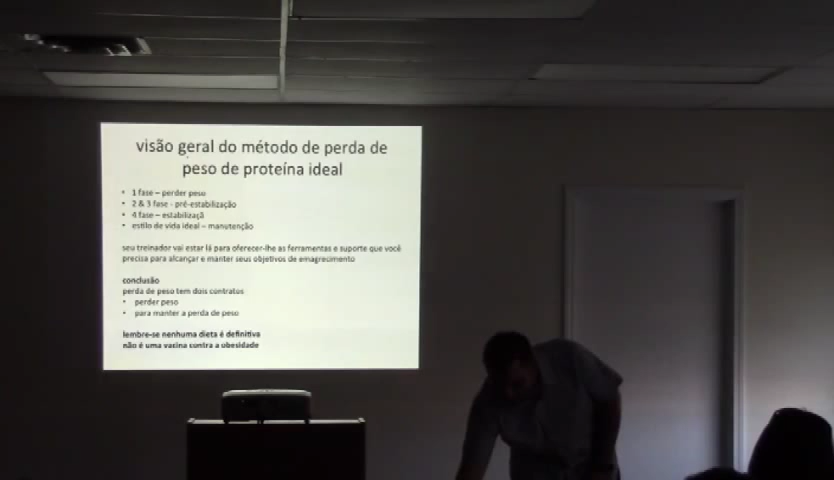 visão geral do método de perda de
peso de proteína ideal
• 1 fase – perder peso
• 2 & 3 fase - pré-estabilização
• 4 fase – estabilizaçã
• estilo de vida ideal – manutenção
seu treinador vai estar lá para oferecer-lhe as ferramentas e suporte que você
precisa para alcançar e manter seus objetivos de emagrecimento
conclusão
perda de peso tem dois contratos
• perder peso
• para manter a perda de peso
lembre-se nenhuma dieta é definitiva
não é uma vacina contra a obesidade